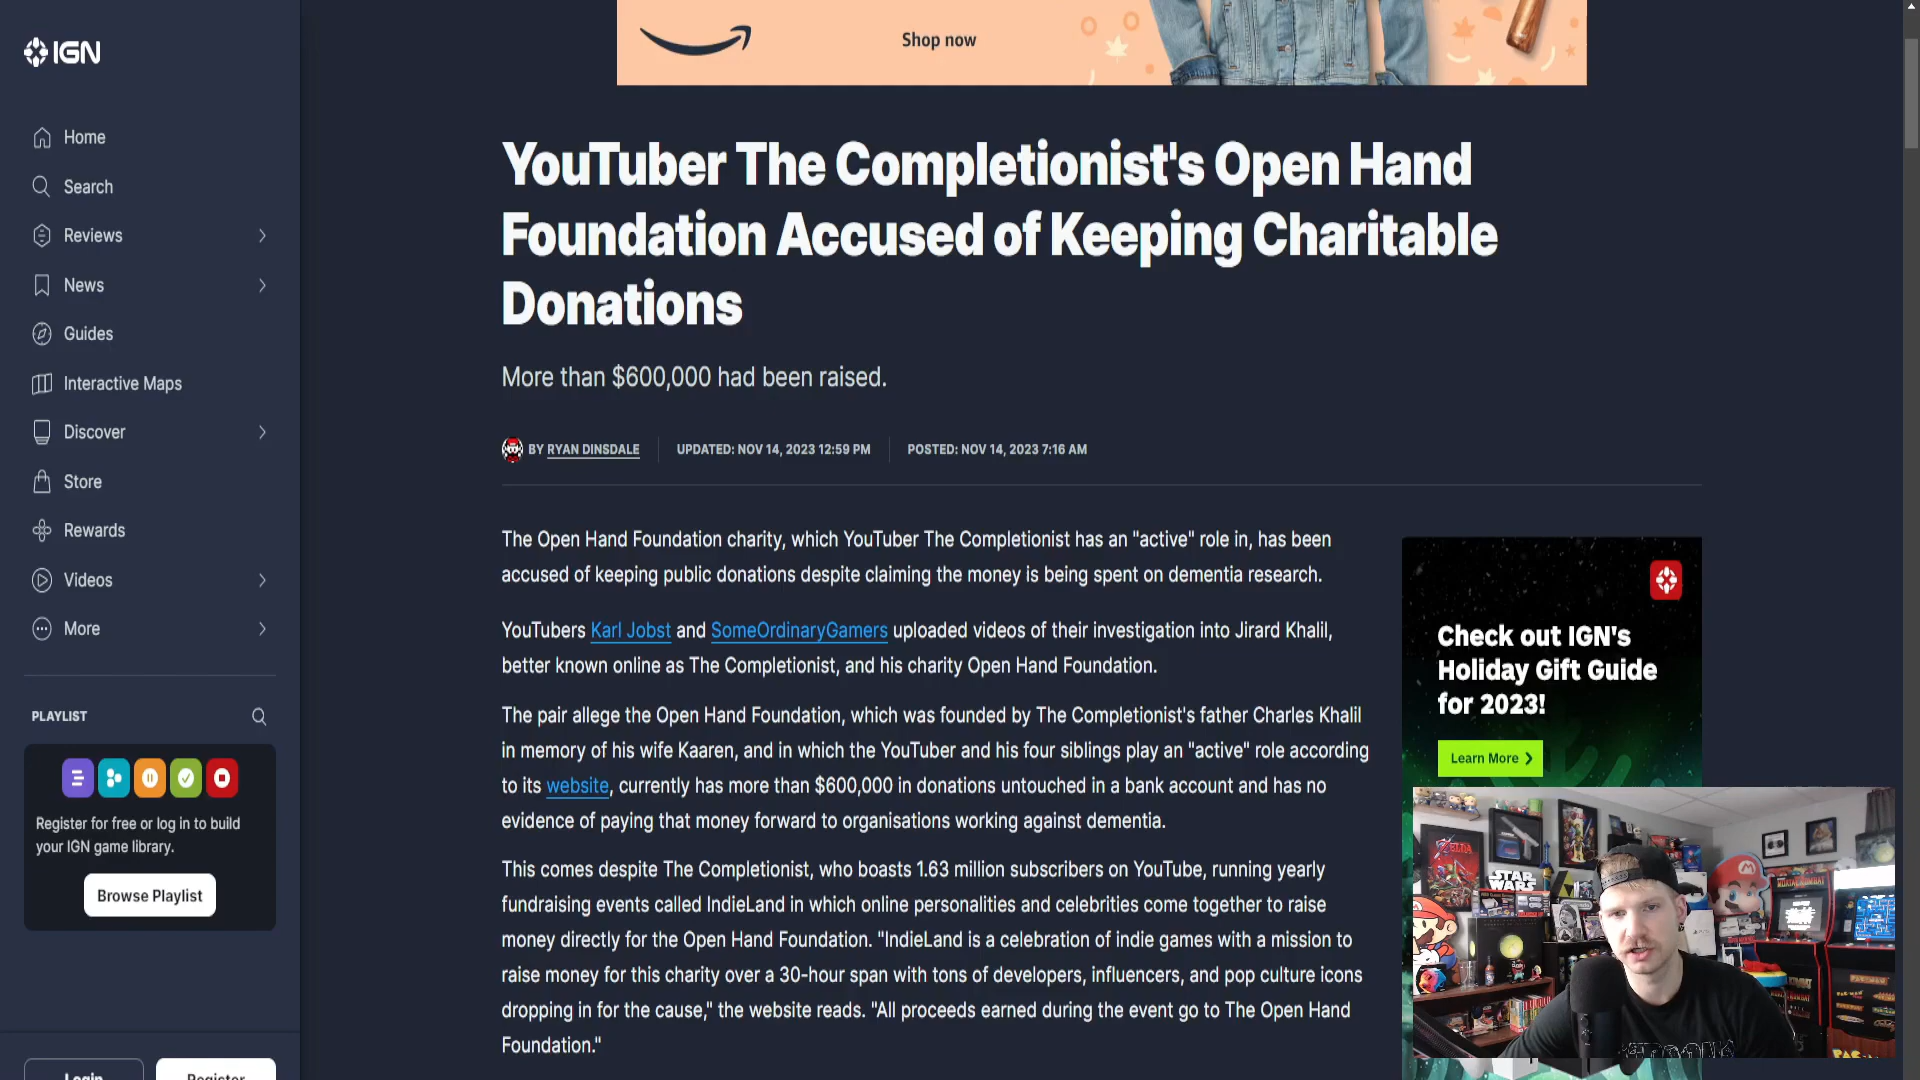 IGN
Home
Search
Reviews
News
Guides
Interactive Maps
Discover
Store
Rewards
Videos
More
PLAYLIST
Register for free or log in to build
your IGN game library.
Browse Playlist
Login
Register
Shop now
YouTuber The Completionist's Open Hand
Foundation Accused of Keeping Charitable
Donations
More than $600,000 had been raised.
BY RYAN DINSDALE
UPDATED: NOV 14, 2023 12:59 PM
POSTED: NOV 14, 2023 7:16 AM
The Open Hand Foundation charity, which YouTuber The Completionist has an "active" role in, has been
accused of keeping public donations despite claiming the money is being spent on dementia research.
YouTubers Karl Jobst and SomeOrdinaryGamers uploaded videos of their investigation into Jirard Khalil,
better known online as The Completionist, and his charity Open Hand Foundation.
The pair allege the Open Hand Foundation, which was founded by The Completionist's father Charles Khalil
in memory of his wife Kaaren, and in which the YouTuber and his four siblings play an "active" role according
to its website, currently has more than $600,000 in donations untouched in a bank account and has no
evidence of paying that money forward to organisations working against dementia.
This comes despite The Completionist, who boasts 1.63 million subscribers on YouTube, running yearly
fundraising events called IndieLand in which online personalities and celebrities come together to raise
money directly for the Open Hand Foundation. "IndieLand is a celebration of indie games with a mission to
raise money for this charity over a 30-hour span with tons of developers, influencers, and pop culture icons
dropping in for the cause," the website reads. "All proceeds earned during the event go to The Open Hand
Foundation."
Check out IGN's
Holiday Gift Guide
for 2023!
Learn More
ZELDA
STAR
WARS
MORTAL KOMBAT
PAC-MAN